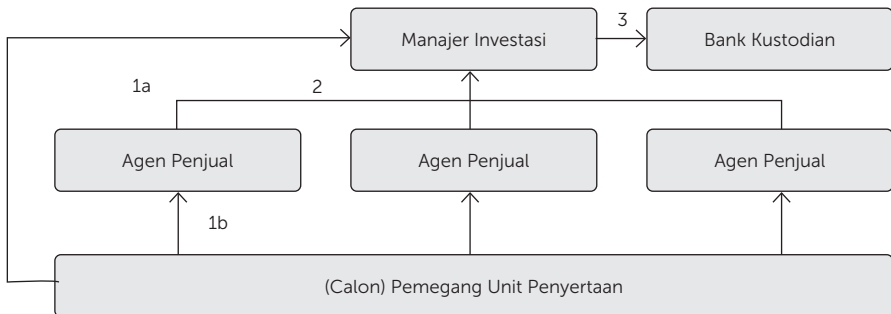 3
Manajer Investasi
Bank Kustodian
1a
2
Agen Penjual
Agen Penjual
Agen Penjual
1b
(Calon) Pemegang Unit Penyertaan